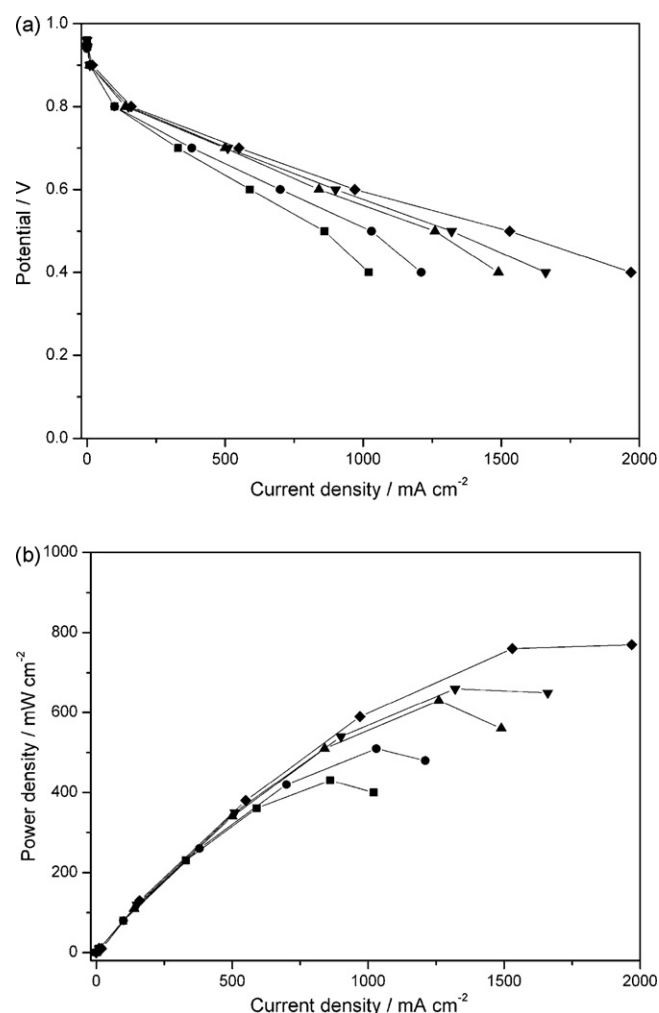 (a)
1.0
0.8
0.6
0.4
0.2
0.0
Potential / V
0 500 1000 1500 2000
Current density / mA cm⁻²
(b)
1000
800
600
400
200
0
Power density / mW cm⁻²
0 500 1000 1500 2000
Current density / mA cm⁻²